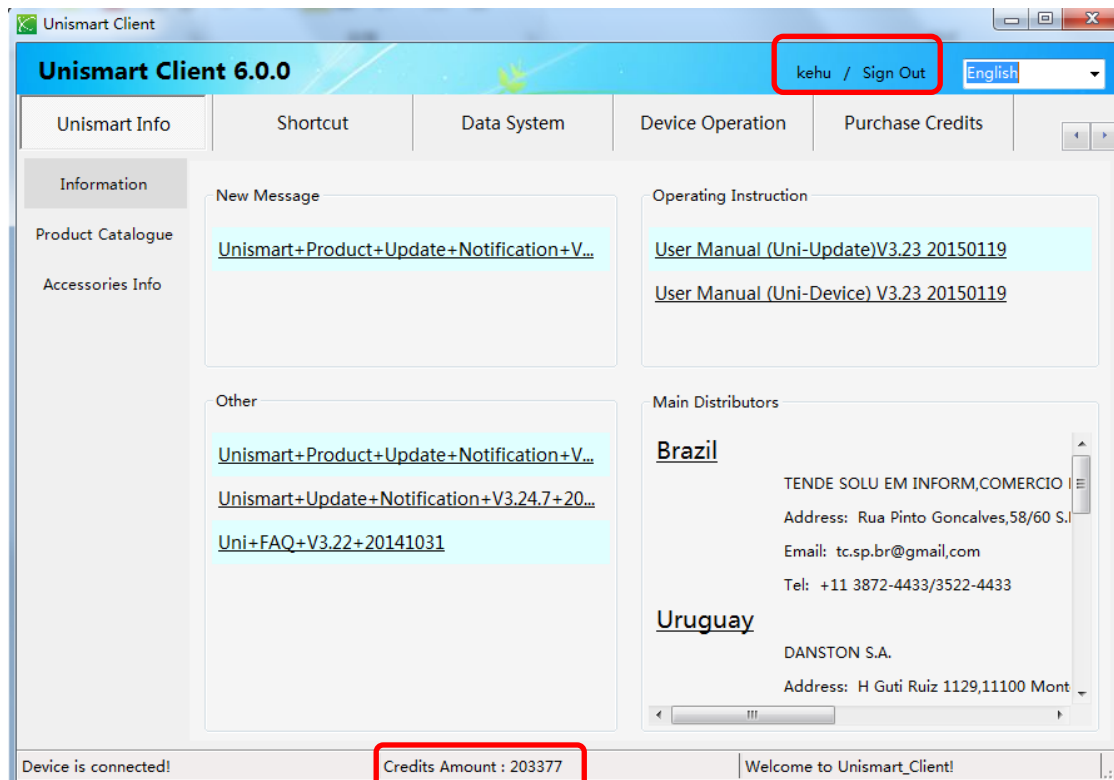 Unismart Client
Unismart Client 6.0.0
kehu / Sign Out
English
Unismart Info
Shortcut
Data System
Device Operation
Purchase Credits
Information
Product Catalogue
Accessories Info
New Message
Unismart+Product+Update+Notification+V...
Operating Instruction
User Manual (Uni-Update)V3.23 20150119
User Manual (Uni-Device) V3.23 20150119
Other
Unismart+Product+Update+Notification+V...
Unismart+Update+Notification+V3.24.7+20...
Uni+FAQ+V3.22+20141031
Main Distributors
Brazil
TENDE SOLU EM INFORM,COMERCIO
Address: Rua Pinto Goncalves,58/60 S.
Email: tc.sp.br@gmail,com
Tel: +11 3872-4433/3522-4433
Uruguay
DANSTON S.A.
Address: H Guti Ruiz 1129,11100 Mont
Device is connected!
Credits Amount : 203377
Welcome to Unismart_Client!